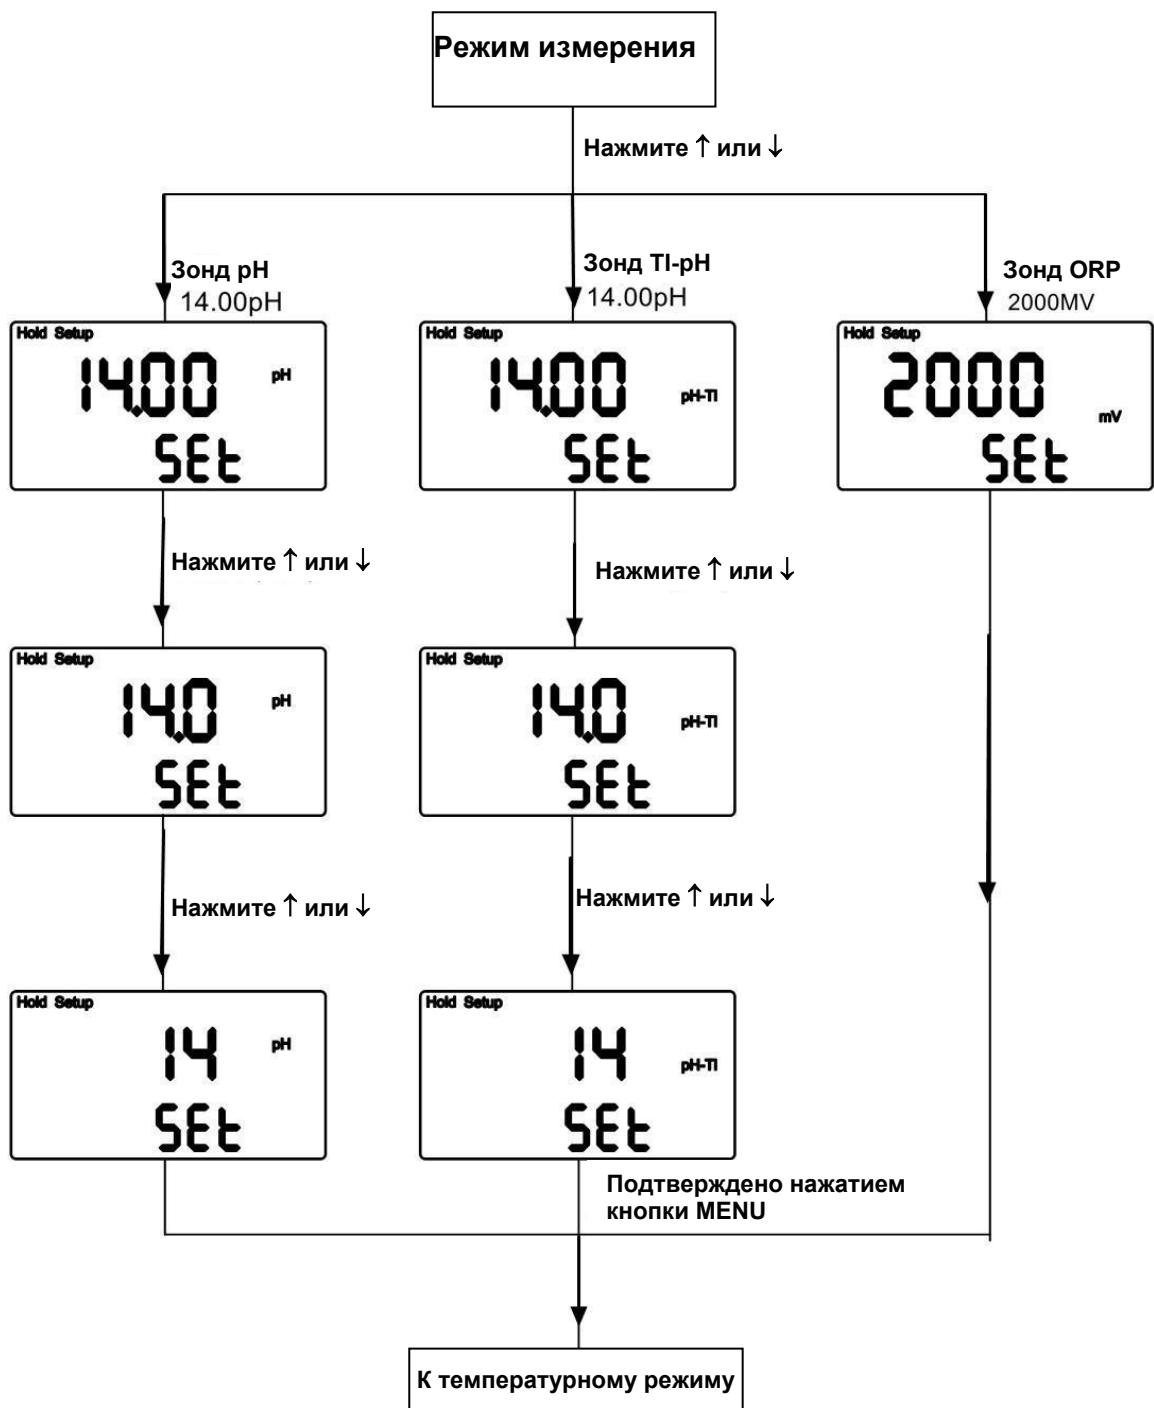 Режим измерения
Нажмите ↑ или ↓
Зонд pH
14.00pH
Зонд TI-pH
14.00pH
Зонд ORP
2000MV
Hold Setup
14.00 pH
SEt
Hold Setup
14.00 pH-TI
SEt
Hold Setup
2000 mV
SEt
Нажмите ↑ или ↓
Нажмите ↑ или ↓
Hold Setup
14.0 pH
SEt
Hold Setup
14.0 pH-TI
SEt
Нажмите ↑ или ↓
Нажмите ↑ или ↓
Hold Setup
14 pH
SEt
Hold Setup
14 pH-TI
SEt
Подтверждено нажатием
кнопки MENU
К температурному режиму